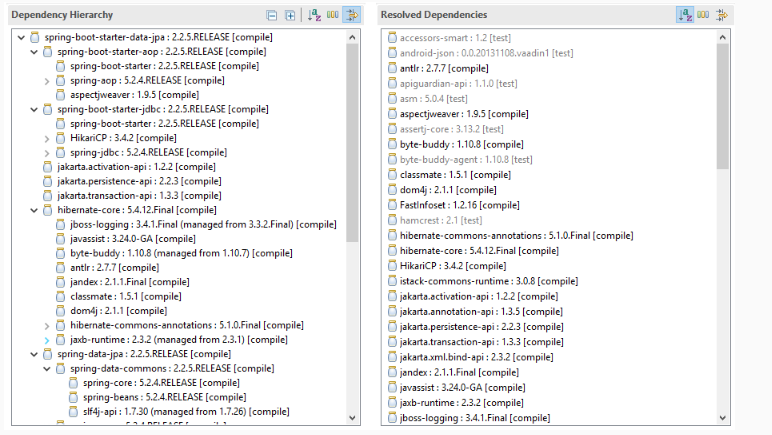 Dependency Hierarchy
spring-boot-starter-data-jpa : 2.2.5.RELEASE [compile]
spring-boot-starter-aop : 2.2.5.RELEASE [compile]
spring-boot-starter : 2.2.5.RELEASE [compile]
spring-aop : 5.2.4.RELEASE [compile]
aspectjweaver : 1.9.5 [compile]
spring-boot-starter-jdbc : 2.2.5.RELEASE [compile]
spring-boot-starter : 2.2.5.RELEASE [compile]
HikariCP : 3.4.2 [compile]
spring-jdbc : 5.2.4.RELEASE [compile]
jakarta.activation-api : 1.2.2 [compile]
jakarta.persistence-api : 2.2.3 [compile]
jakarta.transaction-api : 1.3.3 [compile]
hibernate-core : 5.4.12.Final [compile]
jboss-logging : 3.4.1.Final (managed from 3.3.2.Final) [compile]
javassist : 3.24.0-GA [compile]
byte-buddy : 1.10.8 (managed from 1.10.7) [compile]
antlr : 2.7.7 [compile]
jandex : 2.1.1.Final [compile]
classmate : 1.5.1 [compile]
dom4j : 2.1.1 [compile]
hibernate-commons-annotations : 5.1.0.Final [compile]
jaxb-runtime : 2.3.2 (managed from 2.3.1) [compile]
spring-data-jpa : 2.2.5.RELEASE [compile]
spring-data-commons : 2.2.5.RELEASE [compile]
spring-core : 5.2.4.RELEASE [compile]
spring-beans : 5.2.4.RELEASE [compile]
slf4j-api : 1.7.30 (managed from 1.7.26) [compile]
Resolved Dependencies
accessors-smart : 1.2 [test]
android-json : 0.0.20131108.vaadin1 [test]
antlr : 2.7.7 [compile]
apiguardian-api : 1.1.0 [test]
asm : 5.0.4 [test]
aspectjweaver : 1.9.5 [compile]
assertj-core : 3.13.2 [test]
byte-buddy : 1.10.8 [compile]
byte-buddy-agent : 1.10.8 [test]
classmate : 1.5.1 [compile]
dom4j : 2.1.1 [compile]
FastInfoset : 1.2.16 [compile]
hamcrest : 2.1 [test]
hibernate-commons-annotations : 5.1.0.Final [compile]
hibernate-core : 5.4.12.Final [compile]
HikariCP : 3.4.2 [compile]
istack-commons-runtime : 3.0.8 [compile]
jakarta.activation-api : 1.2.2 [compile]
jakarta.annotation-api : 1.3.5 [compile]
jakarta.persistence-api : 2.2.3 [compile]
jakarta.transaction-api : 1.3.3 [compile]
jakarta.xml.bind-api : 2.3.2 [compile]
jandex : 2.1.1.Final [compile]
javassist : 3.24.0-GA [compile]
jaxb-runtime : 2.3.2 [compile]
jboss-logging : 3.4.1.Final [compile]